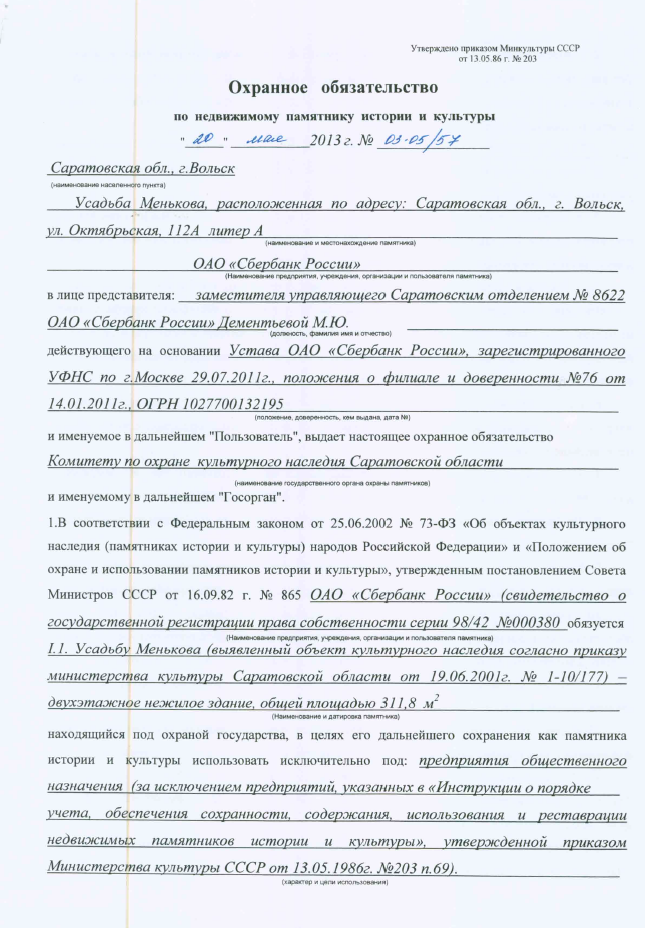 Утверждено приказом Минкультуры СССР
от 13.05.86 г. № 203
Охранное обязательство
по недвижимому памятнику истории и культуры
"20" мая 2013 г. № 03-05/57
Саратовская обл., г.Вольск
(наименование населенного пункта)
Усадьба Менькова, расположенная по адресу: Саратовская обл., г. Вольск,
ул. Октябрьская, 112А литер А
(наименование и местонахождение памятника)
ОАО «Сбербанк России»
(Наименование предприятия, учреждения, организации и пользователя памятника)
в лице представителя: заместителя управляющего Саратовским отделением № 8622
ОАО «Сбербанк России» Дементьевой М.Ю.
(должность, фамилия имя и отчество)
действующего на основании Устава ОАО «Сбербанк России», зарегистрированного
УФНС по г.Москве 29.07.2011г., положения о филиале и доверенности №76 от
14.01.2011г., ОГРН 1027700132195
(положение, доверенность, кем выдана, дата №)
и именуемое в дальнейшем "Пользователь", выдает настоящее охранное обязательство
Комитету по охране культурного наследия Саратовской области
(наименование государственного органа охраны памятников)
и именуемому в дальнейшем "Госорган".
1.В соответствии с Федеральным законом от 25.06.2002 № 73-ФЗ «Об объектах культурного
наследия (памятниках истории и культуры) народов Российской Федерации» и «Положением об
охране и использовании памятников истории и культуры», утвержденным постановлением Совета
Министров СССР от 16.09.82 г. № 865 ОАО «Сбербанк России» (свидетельство о
государственной регистрации права собственности серии 98/42 №000380 обязуется
(Наименование предприятия, учреждения, организации и пользователя памятника)
I.1. Усадьбу Менькова (выявленный объект культурного наследия согласно приказу
министерства культуры Саратовской области от 19.06.2001г. № 1-10/177) –
двухэтажное нежилое здание, общей площадью 311,8 м²
(Наименование и датировка памятника)
находящийся под охраной государства, в целях его дальнейшего сохранения как памятника
истории и культуры использовать исключительно под: предприятия общественного
назначения (за исключением предприятий, указанных в «Инструкции о порядке
учета, обеспечения сохранности, содержания, использования и реставрации
недвижимых памятников истории и культуры», утвержденной приказом
Министерства культуры СССР от 13.05.1986г. №203 п.69).
(характер и цели использования)